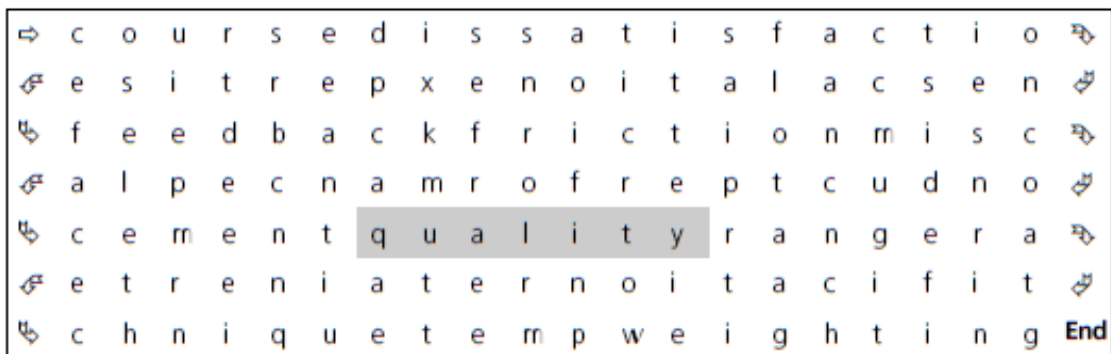 ⇨ c o u r s e d i s s a t i s f a c t i o
e s i t r e p x e n o i t a l a c s e n
f e e d b a c k f r i c t i o n m i s c
a l p e c n a m r o f r e p t c u d n o
c e m e n t q u a l i t y r a n g e r a
e t r e n i a t e r n o i t a c i f i t
c h n i q u e t e m p w e i g h t i n g End